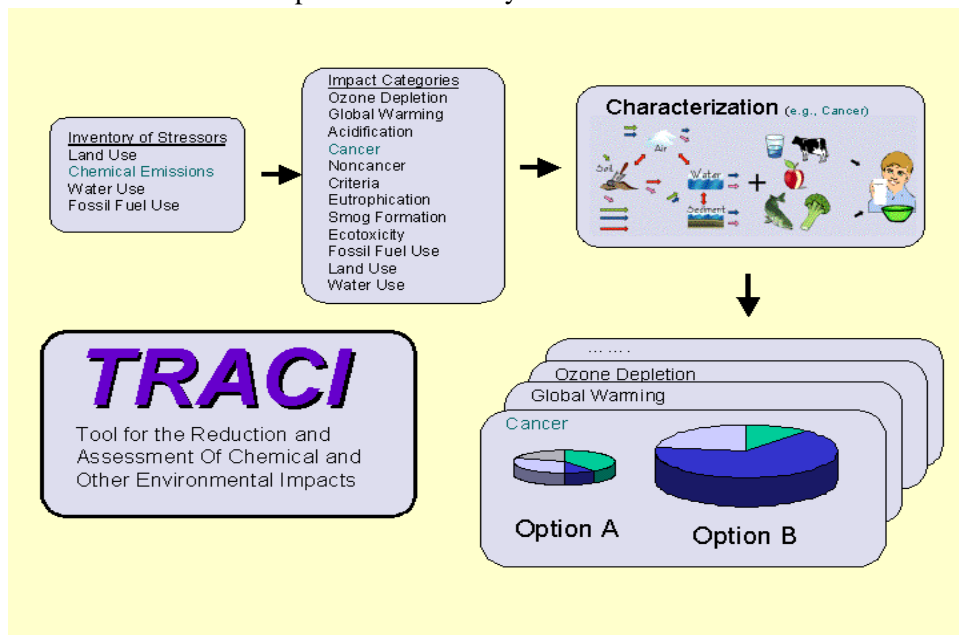 Inventory of Stressors
Land Use
Chemical Emissions
Water Use
Fossil Fuel Use
Impact Categories
Ozone Depletion
Global Warming
Acidification
Cancer
Noncancer
Criteria
Eutrophication
Smog Formation
Ecotoxicity
Fossil Fuel Use
Land Use
Water Use
Characterization (e.g., Cancer)
Air
Soil
Water
Sediment
+
TRACI
Tool for the Reduction and
Assessment Of Chemical and
Other Environmental Impacts
... ... .
Ozone Depletion
Global Warming
Cancer
Option A
Option B